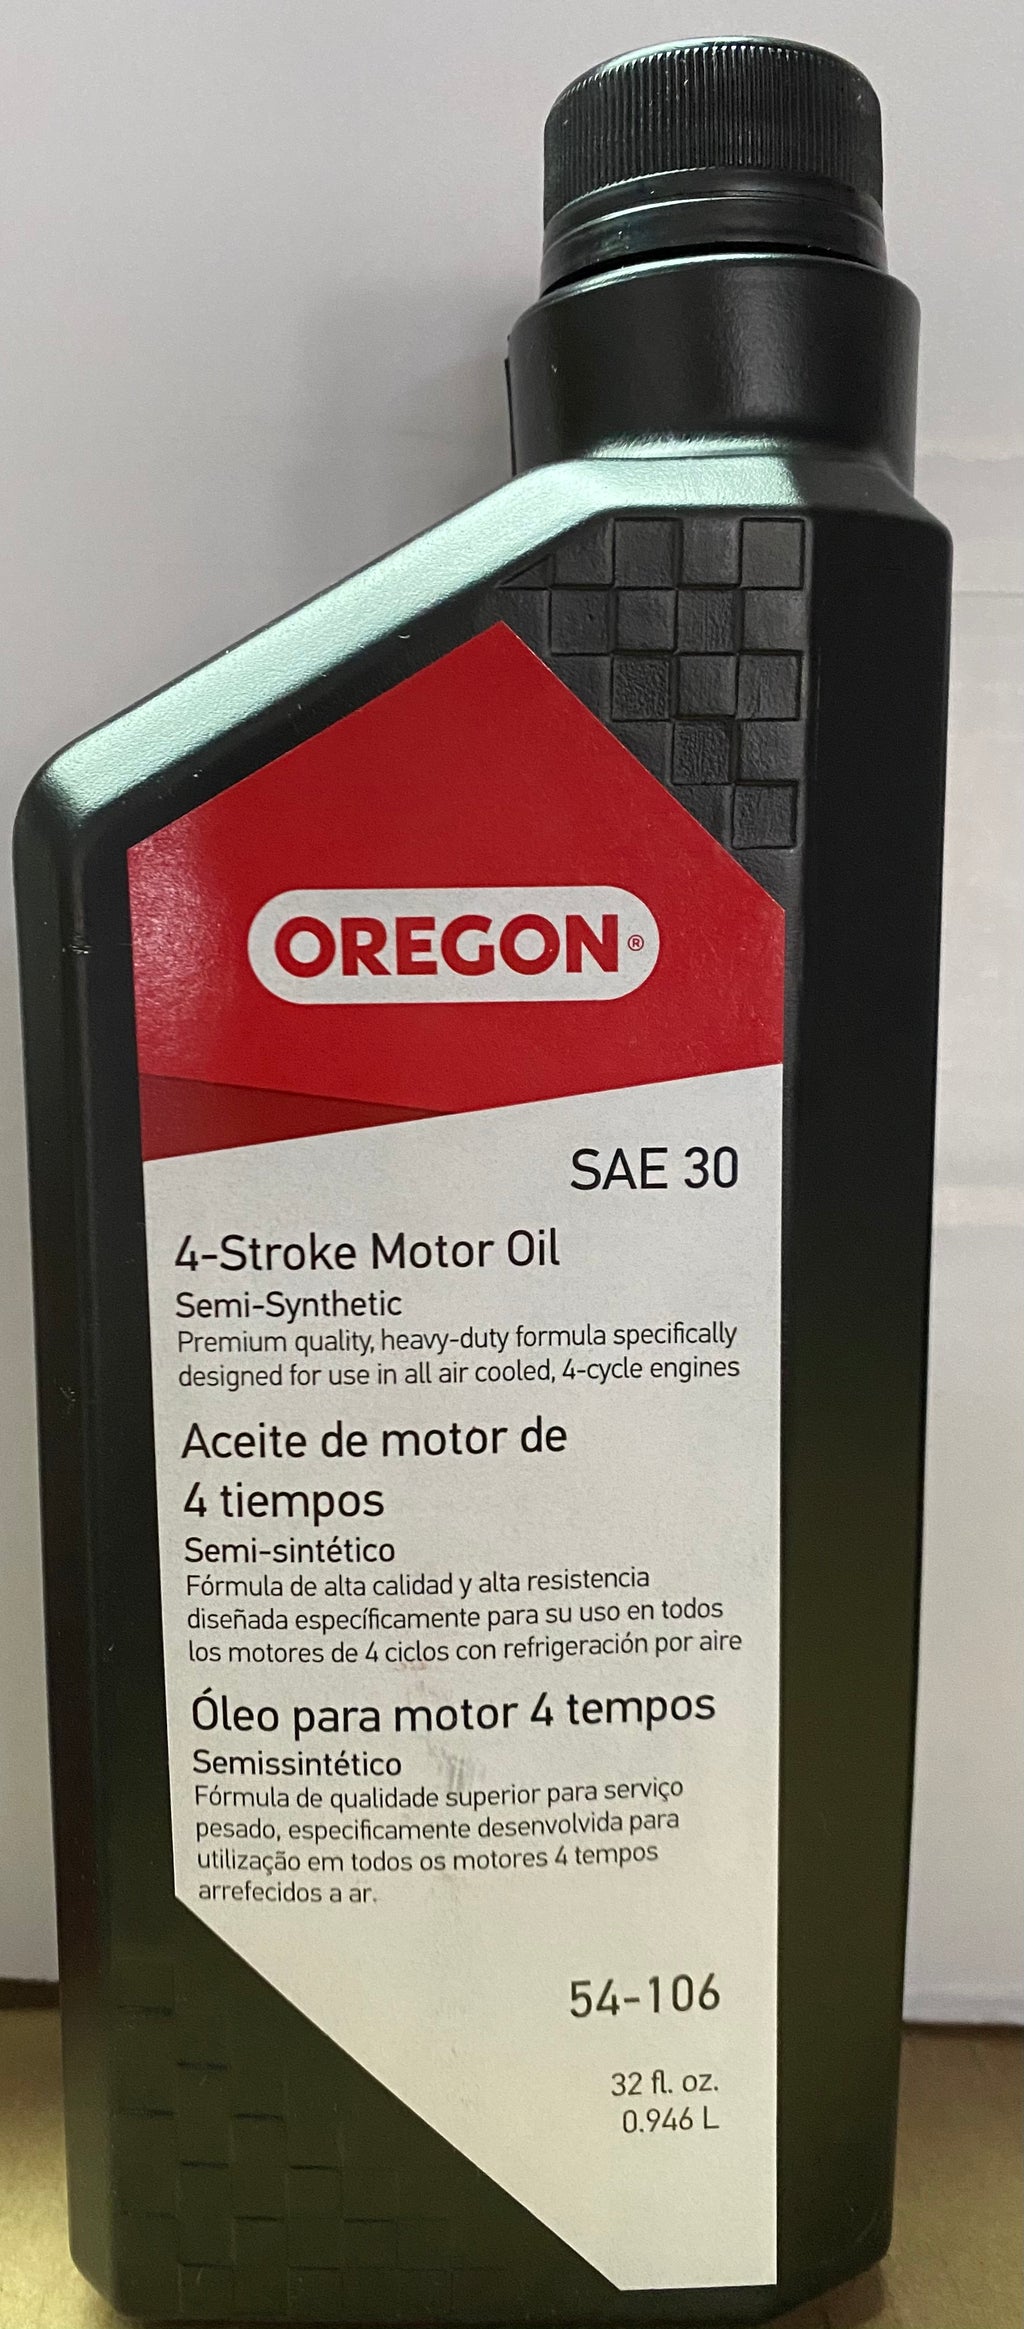 OREGON®
SAE 30
4-Stroke Motor Oil
Semi-Synthetic
Premium quality, heavy-duty formula specifically
designed for use in all air cooled, 4-cycle engines
Aceite de motor de
4 tiempos
Semi-sintético
Fórmula de alta calidad y alta resistencia
diseñada específicamente para su uso en todos
los motores de 4 ciclos con refrigeración por aire
Óleo para motor 4 tempos
Semissintético
Fórmula de qualidade superior para serviço
pesado, especificamente desenvolvida para
utilização em todos os motores 4 tempos
arrefecidos a ar.
54-106
32 fl. oz.
0.946 L